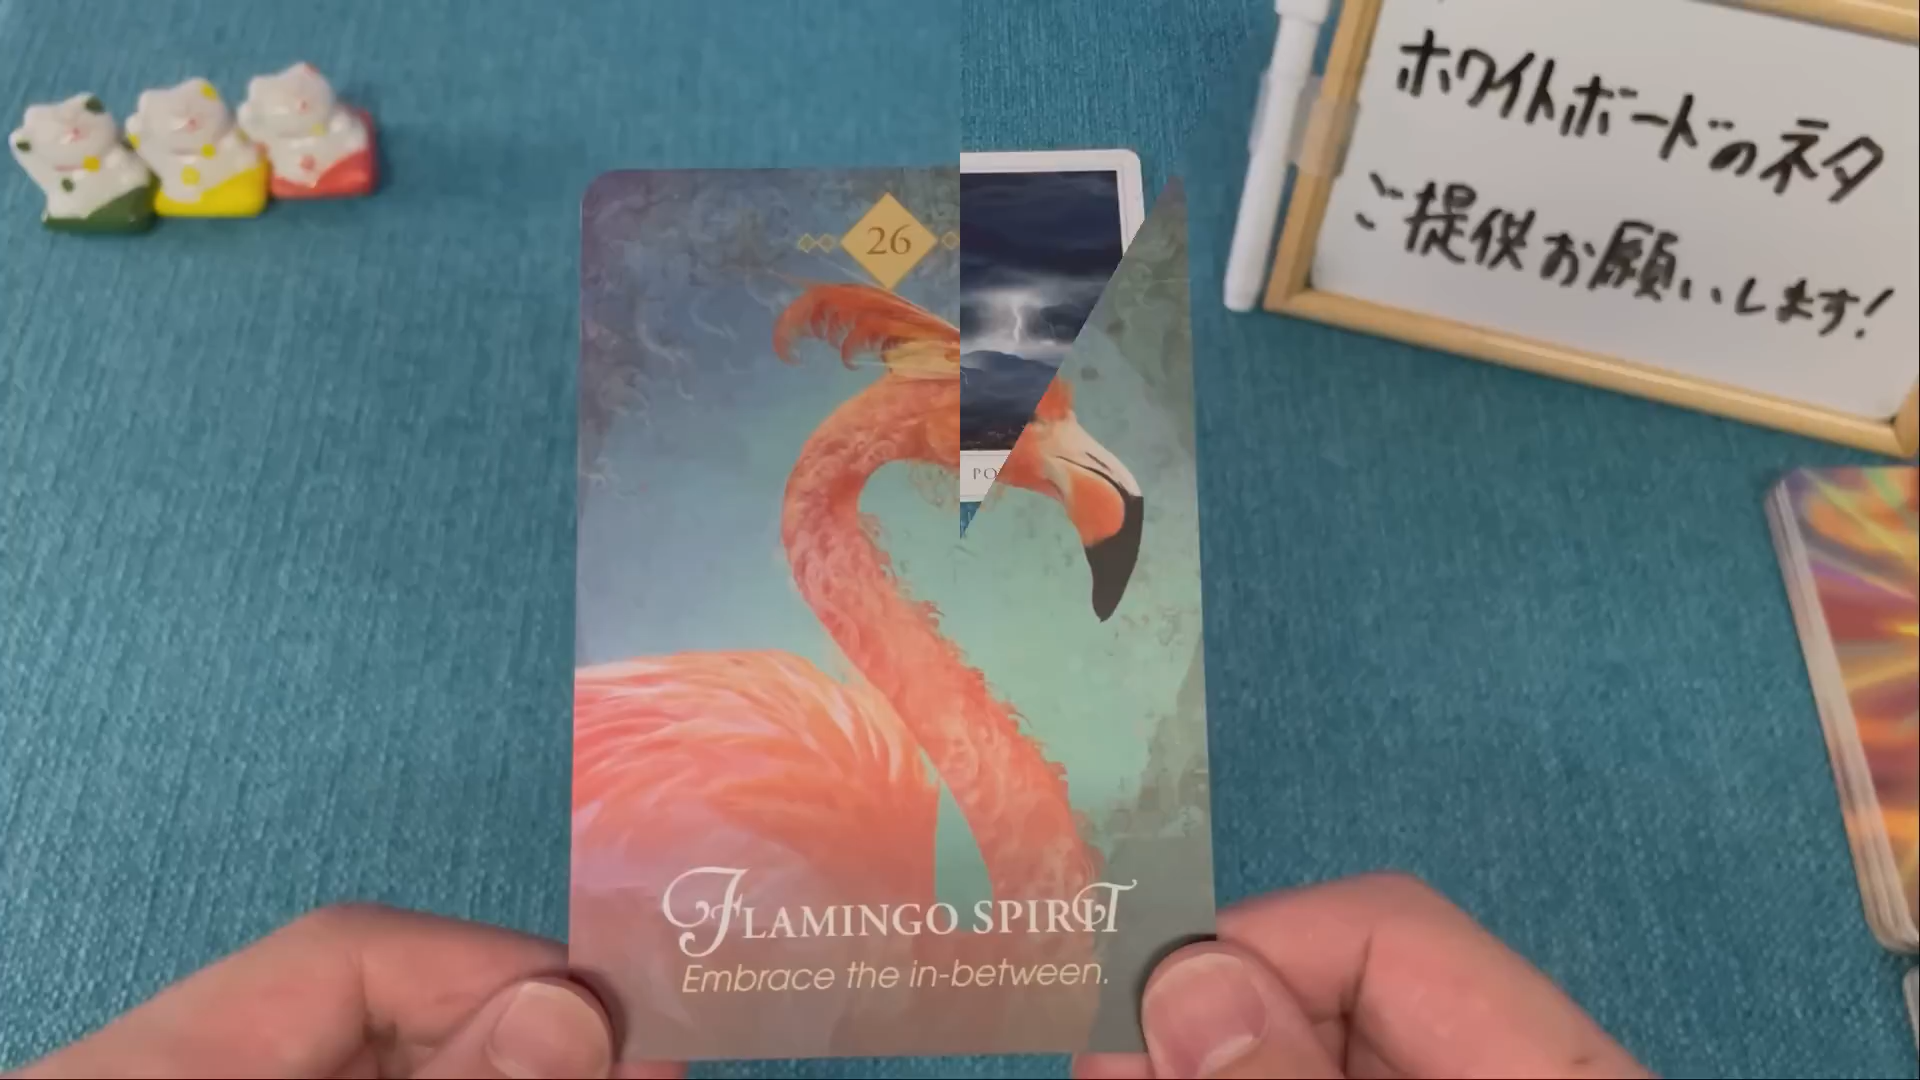 ホワイトボードのネタ
ご提供お願いします!
26
PO
FLAMINGO SPIRIT
Embrace the in-between.